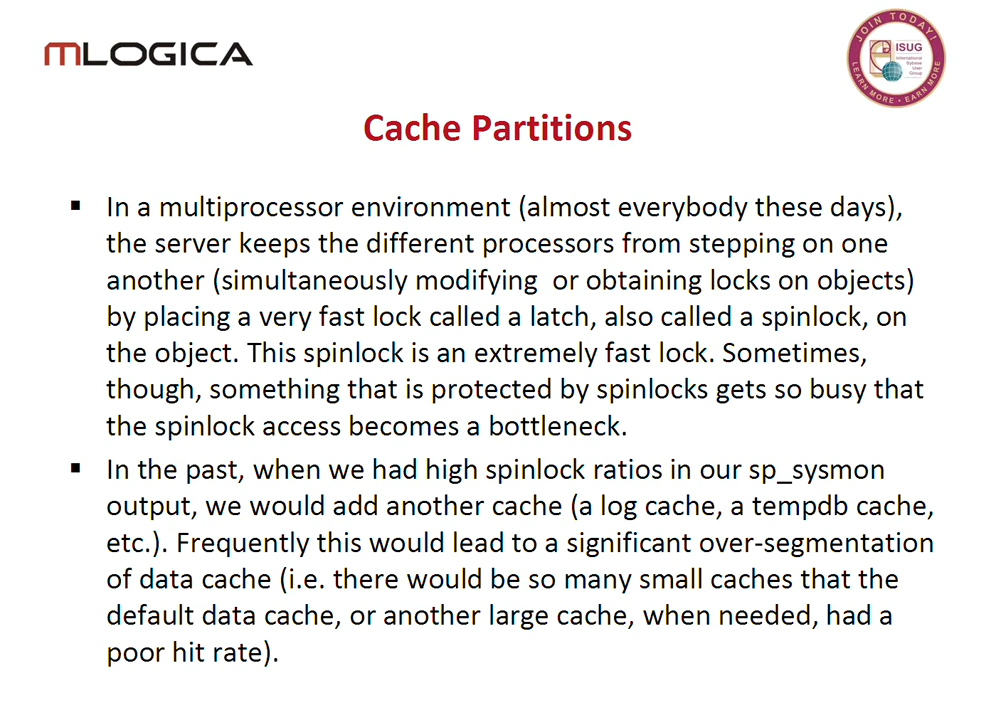 mLOGICA
JOIN TODAY!
ISUG
International
Sybase
User
Group
LEARN MORE • EARN MORE
Cache Partitions
▪ In a multiprocessor environment (almost everybody these days),
the server keeps the different processors from stepping on one
another (simultaneously modifying  or obtaining locks on objects)
by placing a very fast lock called a latch, also called a spinlock, on
the object. This spinlock is an extremely fast lock. Sometimes,
though, something that is protected by spinlocks gets so busy that
the spinlock access becomes a bottleneck.
▪ In the past, when we had high spinlock ratios in our sp_sysmon
output, we would add another cache (a log cache, a tempdb cache,
etc.). Frequently this would lead to a significant over-segmentation
of data cache (i.e. there would be so many small caches that the
default data cache, or another large cache, when needed, had a
poor hit rate).